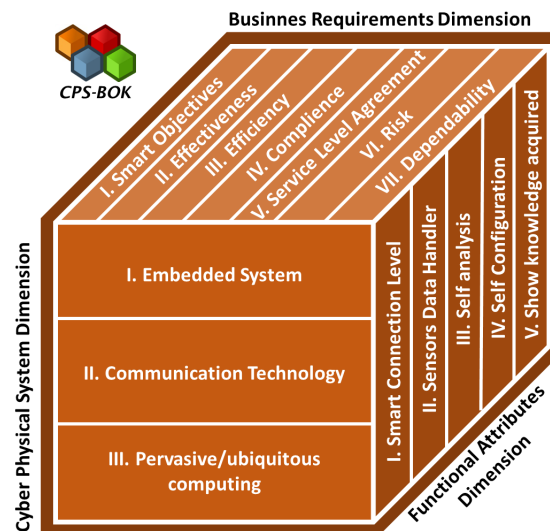 Businnes Requirements Dimension
CPS-BOK
I. Smart Objectives
II. Effectiveness
III. Efficiency
IV. Complience
V. Service Level Agreement
VI. Risk
VII. Dependability
Cyber Physical System Dimension
I. Embedded System
II. Communication Technology
III. Pervasive/ubiquitous
computing
I. Smart Connection Level
II. Sensors Data Handler
III. Self analysis
IV. Self Configuration
V. Show knowledge acquired
Functional Attributes
Dimension